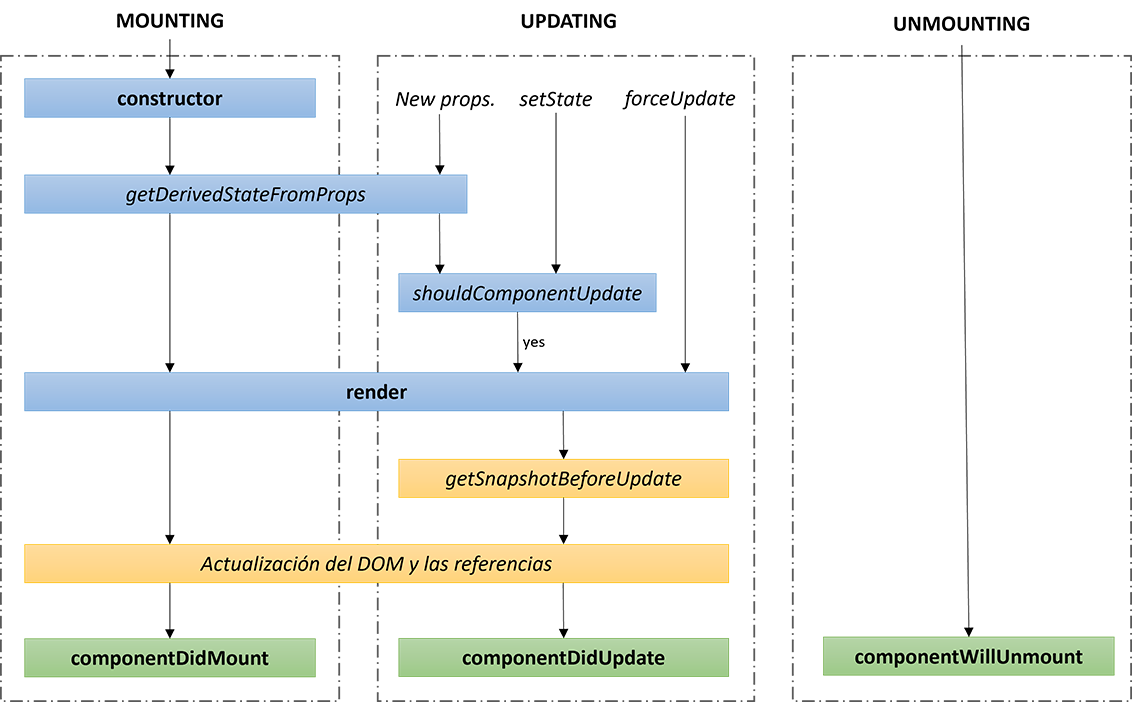 MOUNTING
UPDATING
UNMOUNTING
constructor
New props.
setState
forceUpdate
getDerivedStateFromProps
shouldComponentUpdate
yes
render
getSnapshotBeforeUpdate
Actualización del DOM y las referencias
componentDidMount
componentDidUpdate
componentWillUnmount